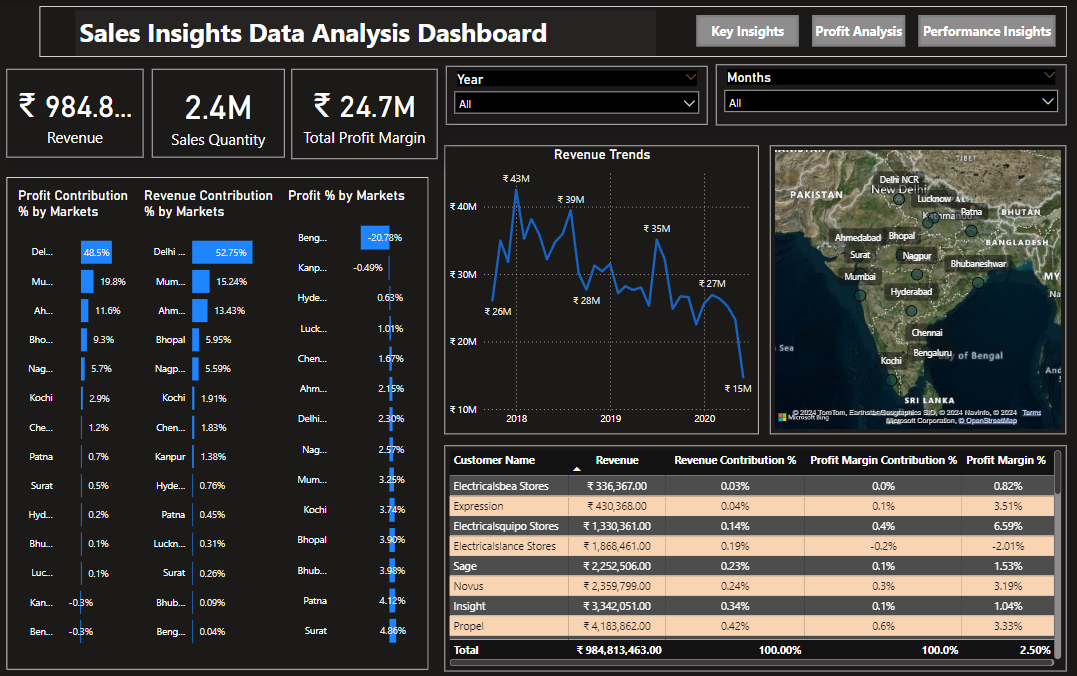 Sales Insights Data Analysis Dashboard
Key Insights
Profit Analysis
Performance Insights
₹ 984.8...
Revenue
2.4M
Sales Quantity
₹ 24.7M
Total Profit Margin
Year
All
Months
All
Profit Contribution
% by Markets
Del... 48.5%
Mu... 19.8%
Ah... 11.6%
Bho... 9.3%
Nag... 5.7%
Kochi 2.9%
Che... 1.2%
Patna 0.7%
Surat 0.5%
Hyd... 0.2%
Bhu... 0.1%
Luc... 0.1%
Kan... -0.3%
Ben... -0.3%
Revenue Contribution
% by Markets
Delhi ... 52.75%
Mum... 15.24%
Ahm... 13.43%
Bhopal 5.95%
Nagp... 5.59%
Kochi 1.91%
Chen... 1.83%
Kanpur 1.38%
Hyde... 0.76%
Patna 0.45%
Luckn... 0.31%
Surat 0.26%
Bhub... 0.09%
Beng... 0.04%
Profit % by Markets
Beng... -20.78%
Kanp... -0.49%
Hyde... 0.63%
Luck... 1.01%
Chen... 1.67%
Ahm... 2.15%
Delhi... 2.30%
Nag... 2.57%
Mum... 3.25%
Kochi 3.74%
Bhopal 3.90%
Bhub... 3.98%
Patna 4.12%
Surat 4.86%
Revenue Trends
₹ 43M
₹ 39M
₹ 35M
₹ 28M
₹ 27M
₹ 26M
₹ 15M
₹ 40M
₹ 30M
₹ 20M
₹ 10M
2018 2019 2020
TIBET
Delhi NCR
PAKISTAN
New Delhi
Lucknow
Kathmandu
Patna
BHUTAN
Ahmedabad
Bhopal
BANGLADESH
Surat
Nagpur
Bhubaneshwar
Mumbai
MY
Na
Hyderabad
Sea
Chennai
Kochi
Bengaluru
Bay of Bengal
And
SRI LANKA
© 2024 TomTom, Earthstar Geographics SIO, © 2024 NavInfo, © 2024 Terms
Microsoft Bing
Microsoft Corporation, © OpenStreetMap
Customer Name Revenue Revenue Contribution % Profit Margin Contribution % Profit Margin %
Electricalsbea Stores ₹ 336,367.00 0.03% 0.0% 0.82%
Expression ₹ 430,368.00 0.04% 0.1% 3.51%
Electricalsquipo Stores ₹ 1,330,361.00 0.14% 0.4% 6.59%
Electricalslance Stores ₹ 1,868,461.00 0.19% -0.2% -2.01%
Sage ₹ 2,252,506.00 0.23% 0.1% 1.53%
Novus ₹ 2,359,799.00 0.24% 0.3% 3.19%
Insight ₹ 3,342,051.00 0.34% 0.1% 1.04%
Propel ₹ 4,183,862.00 0.42% 0.6% 3.33%
Total ₹ 984,813,463.00 100.00% 100.0% 2.50%